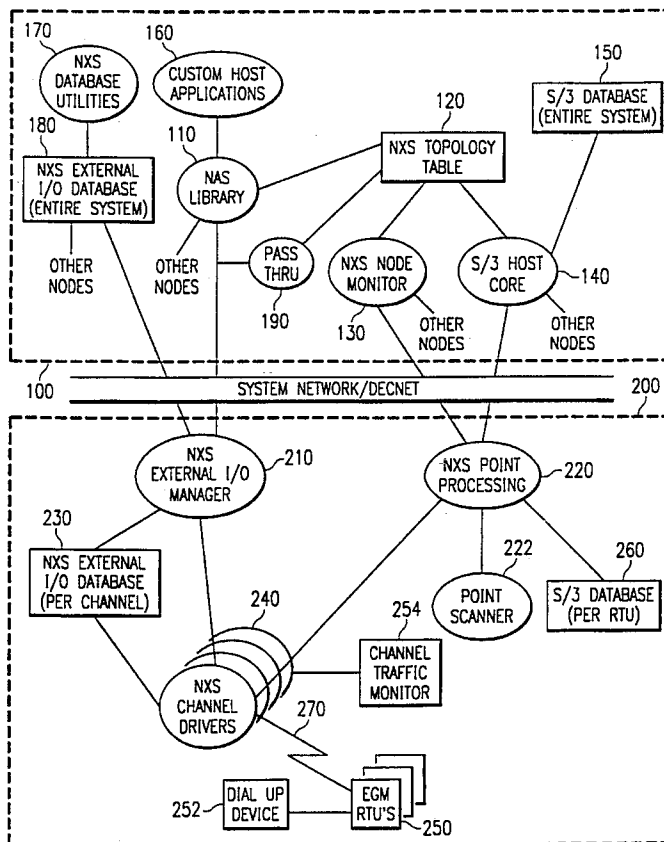 170
NXS
DATABASE
UTILITIES
160
CUSTOM HOST
APPLICATIONS
150
S/3 DATABASE
(ENTIRE SYSTEM)
180
NXS EXTERNAL
I/O DATABASE
(ENTIRE SYSTEM)
110
NAS
LIBRARY
120
NXS TOPOLOGY
TABLE
OTHER
NODES
OTHER
NODES
PASS
THRU
190
NXS NODE
MONITOR
130
S/3 HOST
CORE
140
OTHER
NODES
OTHER
NODES
100
SYSTEM NETWORK/DECNET
200
NXS
EXTERNAL I/O
MANAGER
210
NXS POINT
PROCESSING
220
230
NXS EXTERNAL
I/O DATABASE
(PER CHANNEL)
222
POINT
SCANNER
260
S/3 DATABASE
(PER RTU)
240
NXS
CHANNEL
DRIVERS
254
CHANNEL
TRAFFIC
MONITOR
270
252
DIAL UP
DEVICE
EGM
RTU'S
250